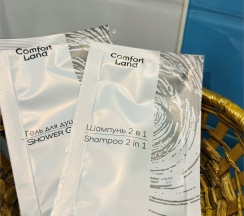 Comfort
Land
Гель для душ
SHOWER G
Comfort
Land
Шампунь 2 в 1
Shampoo 2 in 1